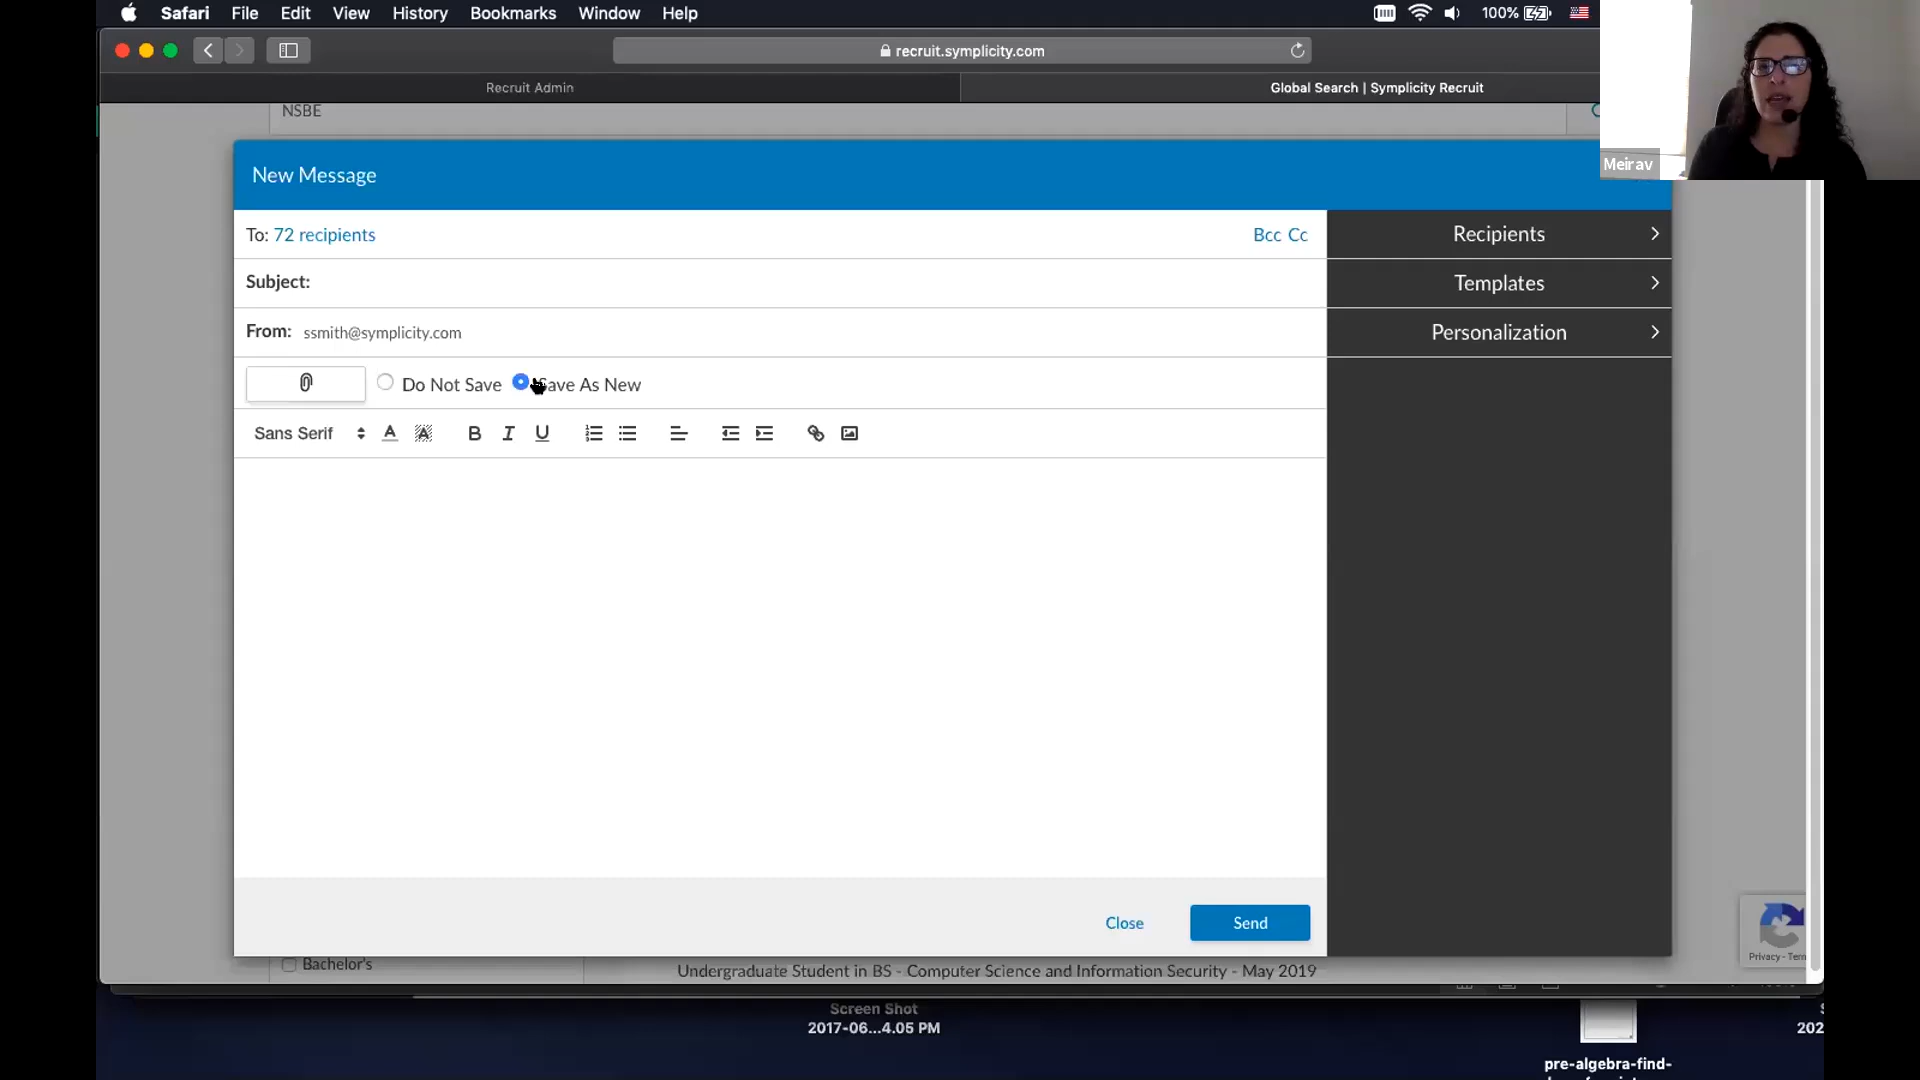 Safari File Edit View History Bookmarks Window Help 100%
recruit.symplicity.com
Recruit Admin Global Search | Symplicity Recruit
NSBE
Meirav
New Message
To: 72 recipients Bcc Cc
Recipients
Subject:
Templates
From: ssmith@symplicity.com
Personalization
Do Not Save Save As New
Sans Serif A A B I U
Close Send
Privacy - Term
Bachelor's
Undergraduate Student in BS - Computer Science and Information Security - May 2019
Screen Shot
2017-06...4.05 PM
202
pre-algebra-find-